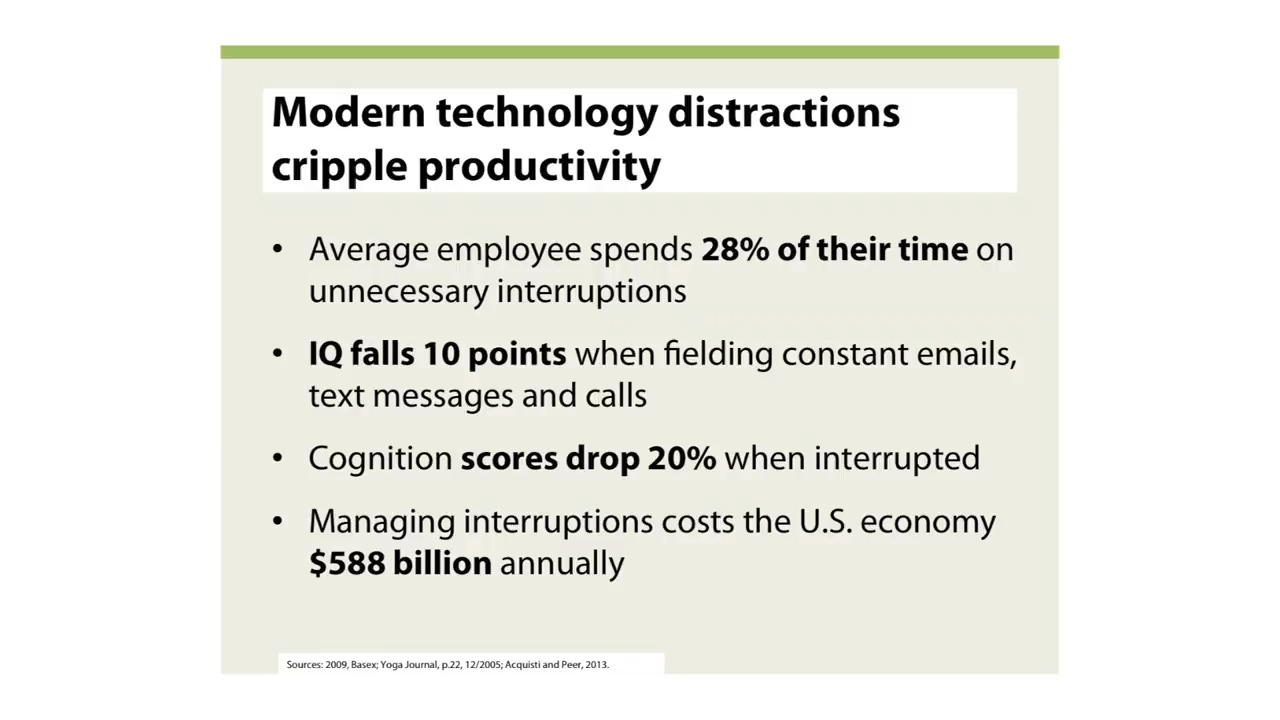 Modern technology distractions
cripple productivity
• Average employee spends 28% of their time on
unnecessary interruptions
• IQ falls 10 points when fielding constant emails,
text messages and calls
• Cognition scores drop 20% when interrupted
• Managing interruptions costs the U.S. economy
$588 billion annually
Sources: 2009, Basex; Yoga Journal, p.22, 12/2005; Acquisti and Peer, 2013.